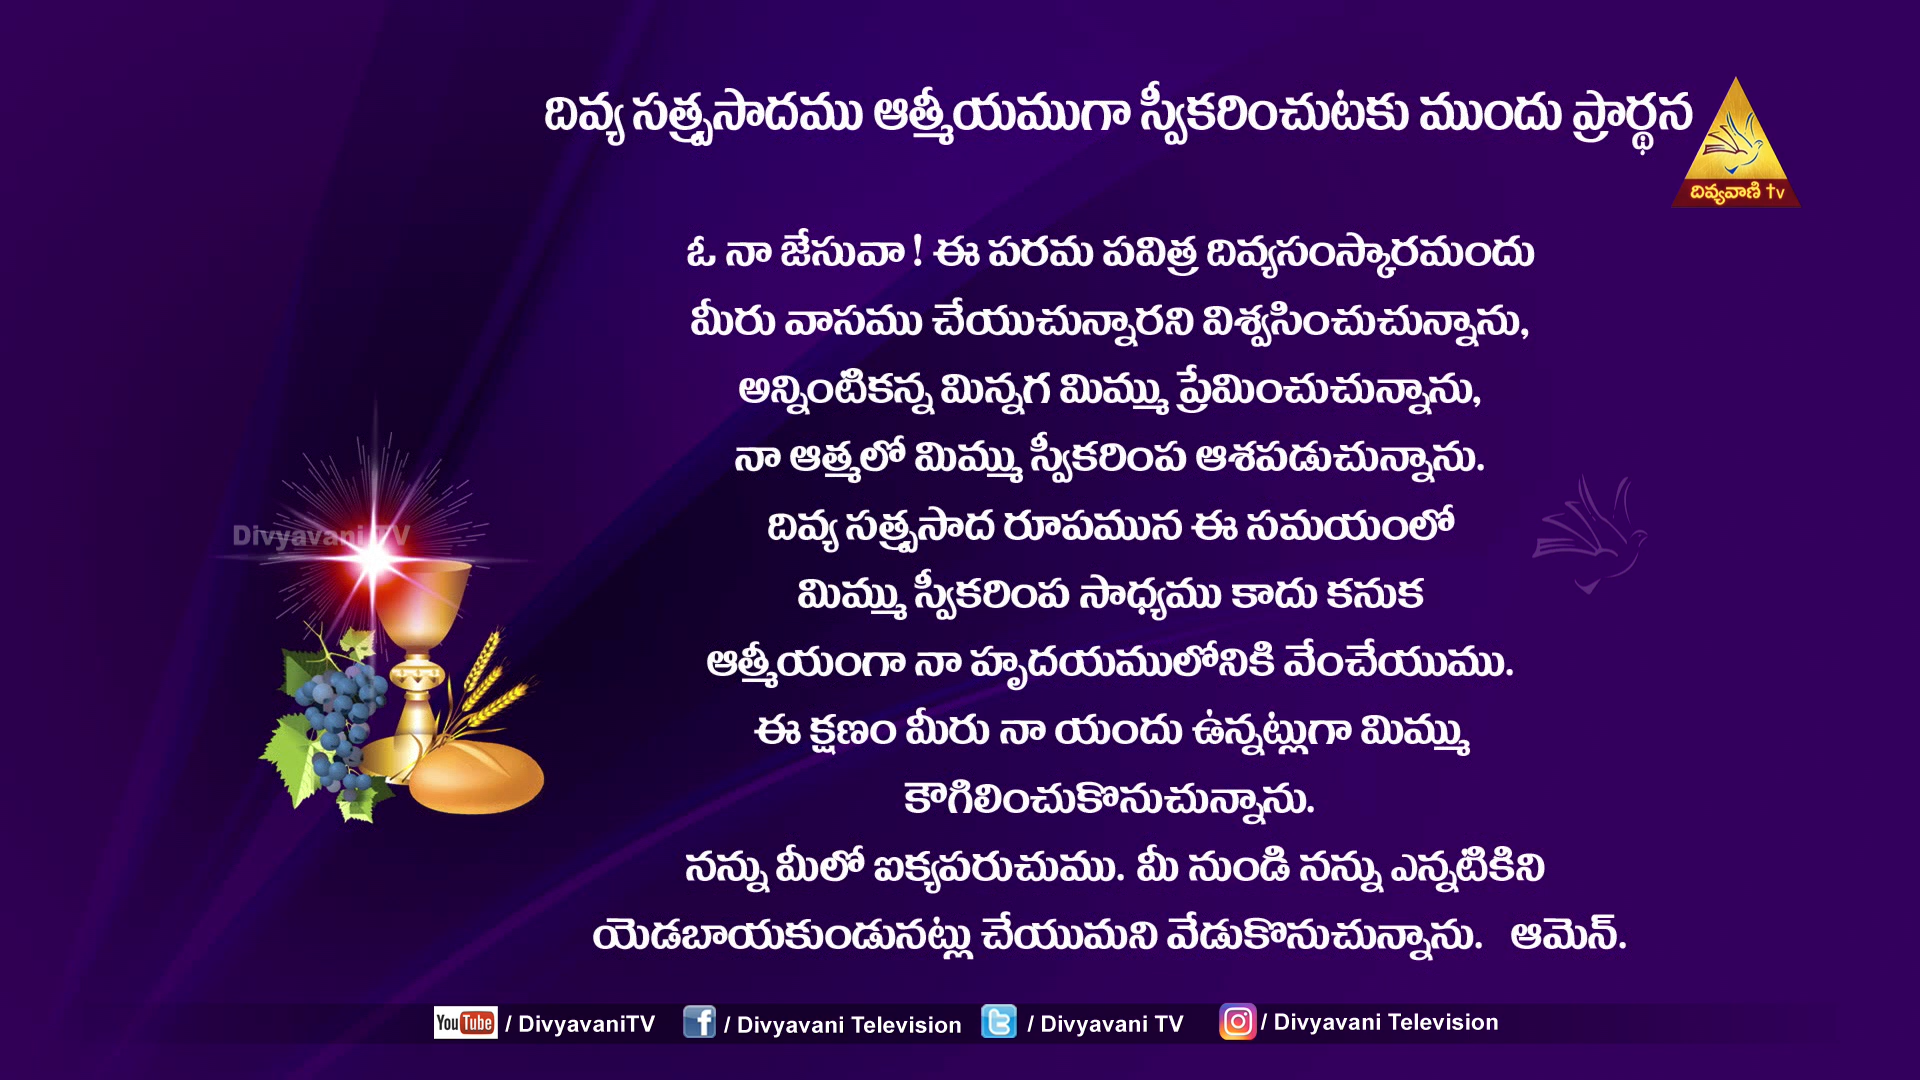 దివ్య సత్ప్రసాదము ఆత్మీయముగా స్వీకరించుటకు ముందు ప్రార్థన
దివ్యవాణి tv
ఓ నా జేసువా ! ఈ పరమ పవిత్ర దివ్యసంస్కారమందు
మీరు వాసము చేయుచున్నారని విశ్వసించుచున్నాను,
అన్నింటికన్న మిన్నగ మిమ్ము ప్రేమించుచున్నాను,
నా ఆత్మలో మిమ్ము స్వీకరింప ఆశపడుచున్నాను.
దివ్య సత్ప్రసాద రూపమున ఈ సమయంలో
మిమ్ము స్వీకరింప సాధ్యము కాదు కనుక
ఆత్మీయంగా నా హృదయములోనికి వేంచేయుము.
ఈ క్షణం మీరు నా యందు ఉన్నట్లుగా మిమ్ము
కౌగిలించుకొనుచున్నాను.
నన్ను మీలో ఐక్యపరుచుము. మీ నుండి నన్ను ఎన్నటికిని
యెడబాయకుండునట్లు చేయుమని వేడుకొనుచున్నాను. ఆమెన్.
Divyavani TV
YouTube / DivyavaniTV f / Divyavani Television / Divyavani TV / Divyavani Television